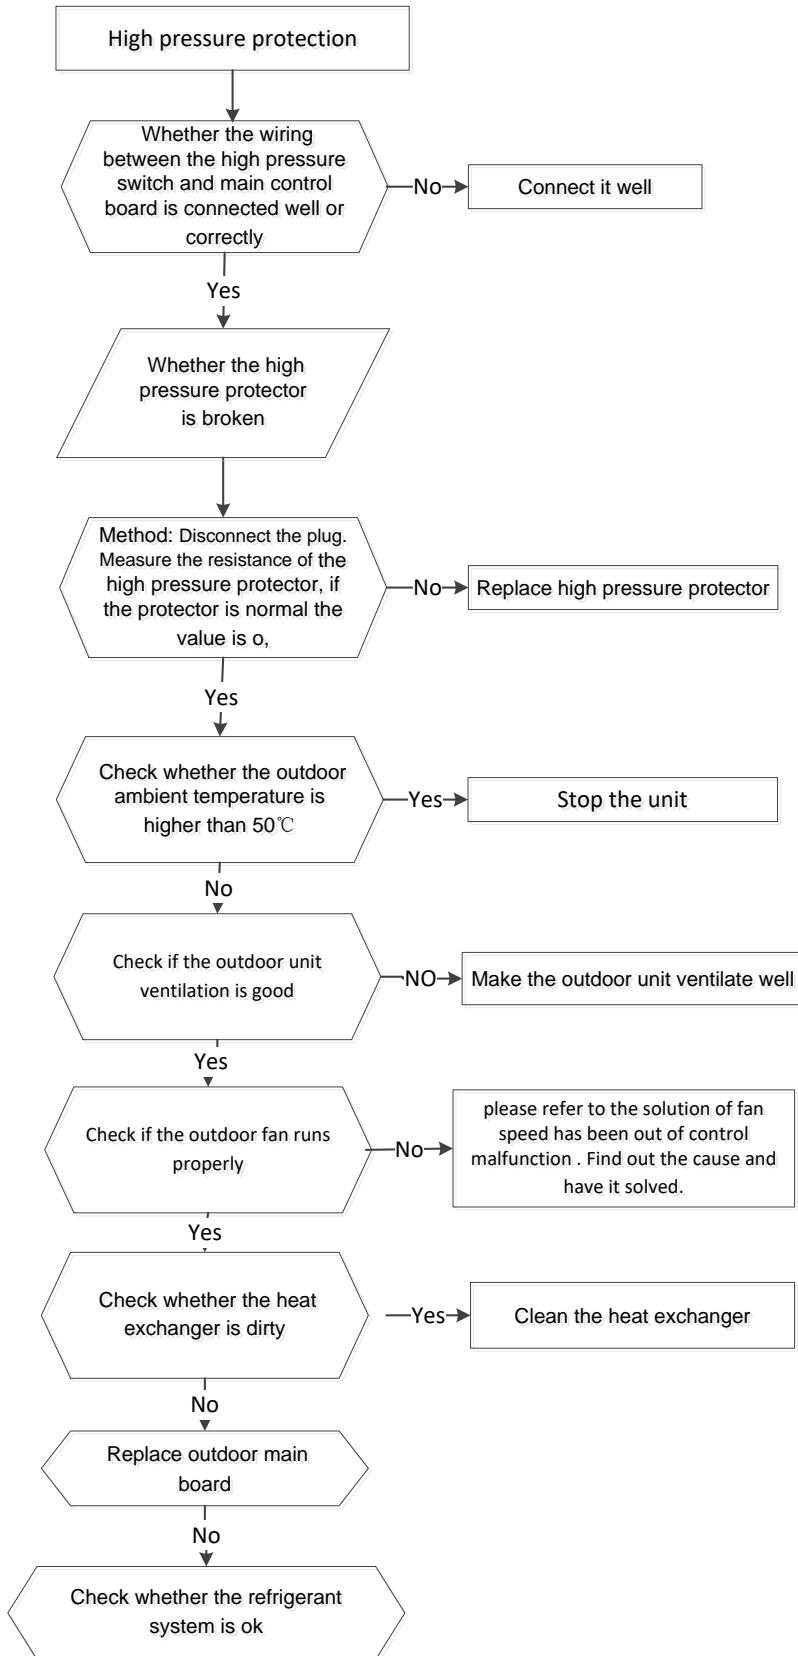 High pressure protection
Whether the wiring
between the high pressure
switch and main control
board is connected well or
correctly
No
Connect it well
Yes
Whether the high
pressure protector
is broken
Method: Disconnect the plug.
Measure the resistance of the
high pressure protector, if
the protector is normal the
value is o,
No
Replace high pressure protector
Yes
Check whether the outdoor
ambient temperature is
higher than 50℃
Yes
Stop the unit
No
Check if the outdoor unit
ventilation is good
NO
Make the outdoor unit ventilate well
Yes
Check if the outdoor fan runs
properly
No
please refer to the solution of fan
speed has been out of control
malfunction . Find out the cause and
have it solved.
Yes
Check whether the heat
exchanger is dirty
Yes
Clean the heat exchanger
No
Replace outdoor main
board
No
Check whether the refrigerant
system is ok